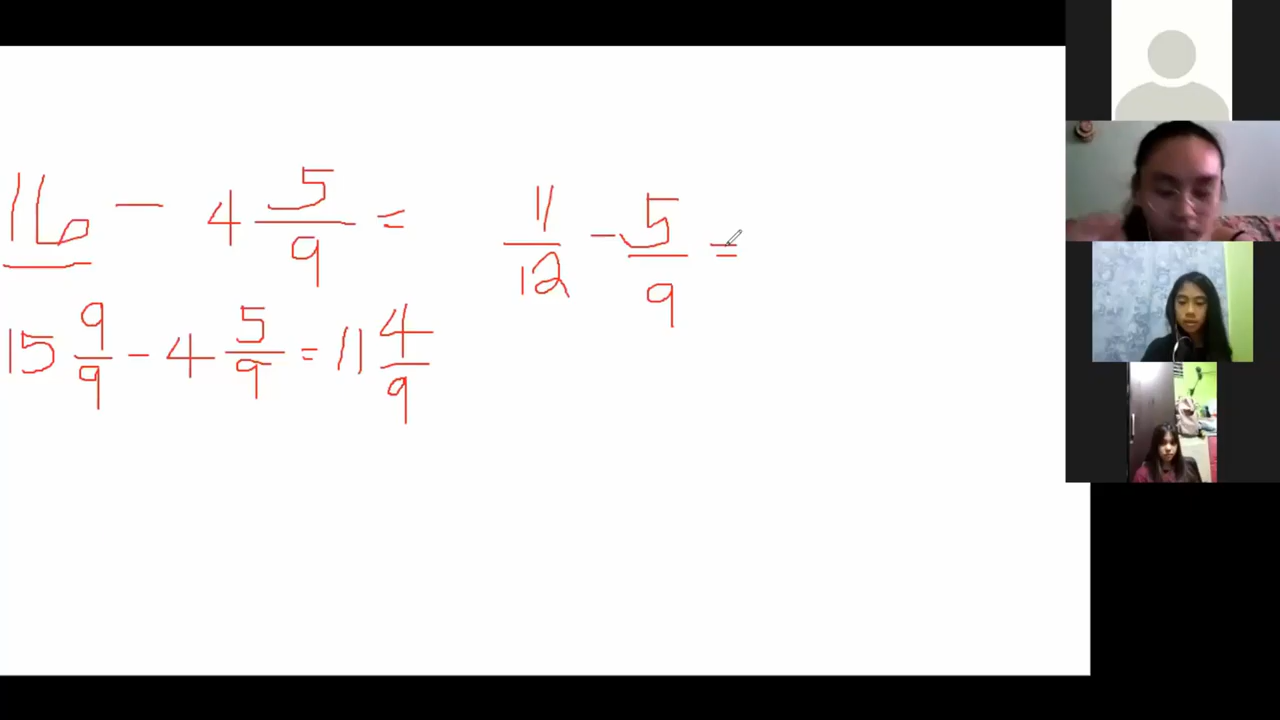 16 - 4 5/9 =
15 9/9 - 4 5/9 = 11 4/9
11/12 - 5/9 =